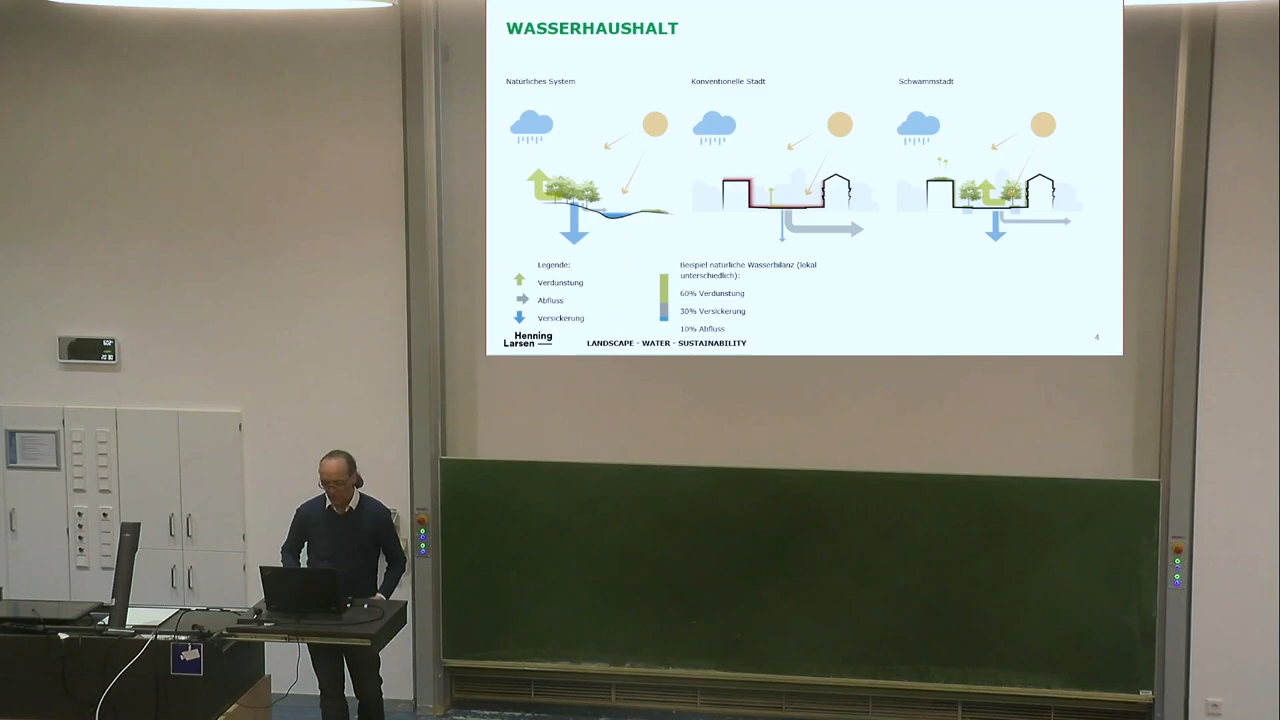 WASSERHAUSHALT
Natürliches System
Konventionelle Stadt
Schwammstadt
Legende:
Verdunstung
Abfluss
Versickerung
Beispiel natürliche Wasserbilanz (lokal
unterschiedlich):
60% Verdunstung
30% Versickerung
10% Abfluss
Henning
Larsen
LANDSCAPE - WATER - SUSTAINABILITY
4